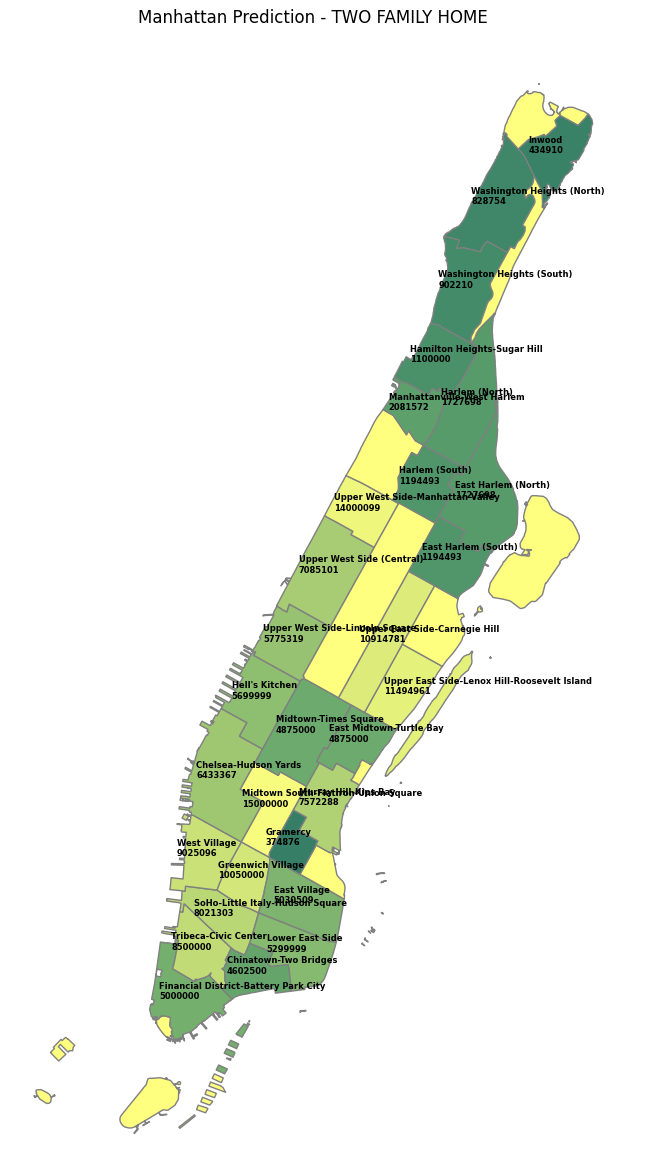 Manhattan Prediction - TWO FAMILY HOME
Inwood
434910
Washington Heights (North)
828754
Washington Heights (South)
902210
Hamilton Heights-Sugar Hill
1100000
Harlem (North)
1727698
Manhattanville-West Harlem
2081572
Harlem (South)
1194493
East Harlem (North)
1727698
Upper West Side-Manhattan Valley
14000099
East Harlem (South)
1194493
Upper West Side (Central)
7085101
Upper West Side-Lincoln Square
5775319
Upper East Side-Carnegie Hill
10914781
Upper East Side-Lenox Hill-Roosevelt Island
11494961
Hell's Kitchen
5699999
Midtown-Times Square
4875000
East Midtown-Turtle Bay
4875000
Chelsea-Hudson Yards
6433367
Midtown South-Flatiron-Union Square
15000000
Murray Hill-Kips Bay
7572288
Gramercy
374876
West Village
9025096
Greenwich Village
10050000
East Village
5039509
SoHo-Little Italy-Hudson Square
8021303
Tribeca-Civic Center
8500000
Lower East Side
5299999
Chinatown-Two Bridges
4602500
Financial District-Battery Park City
5000000